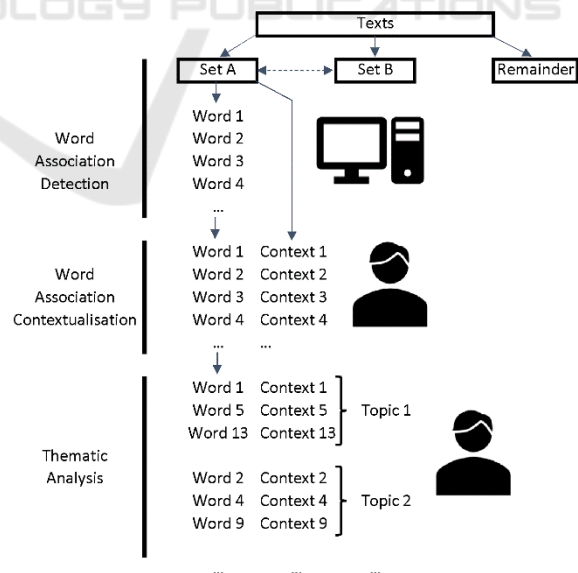 OLOGY PUBLICATIONS
Texts
Set A Set B Remainder
Word
Association
Detection
Word 1
Word 2
Word 3
Word 4
...
Word
Association
Contextualisation
Word 1 Context 1
Word 2 Context 2
Word 3 Context 3
Word 4 Context 4
... ...
Thematic
Analysis
Word 1 Context 1
Word 5 Context 5
Word 13 Context 13
Topic 1
Word 2 Context 2
Word 4 Context 4
Word 9 Context 9
Topic 2
... ... ...